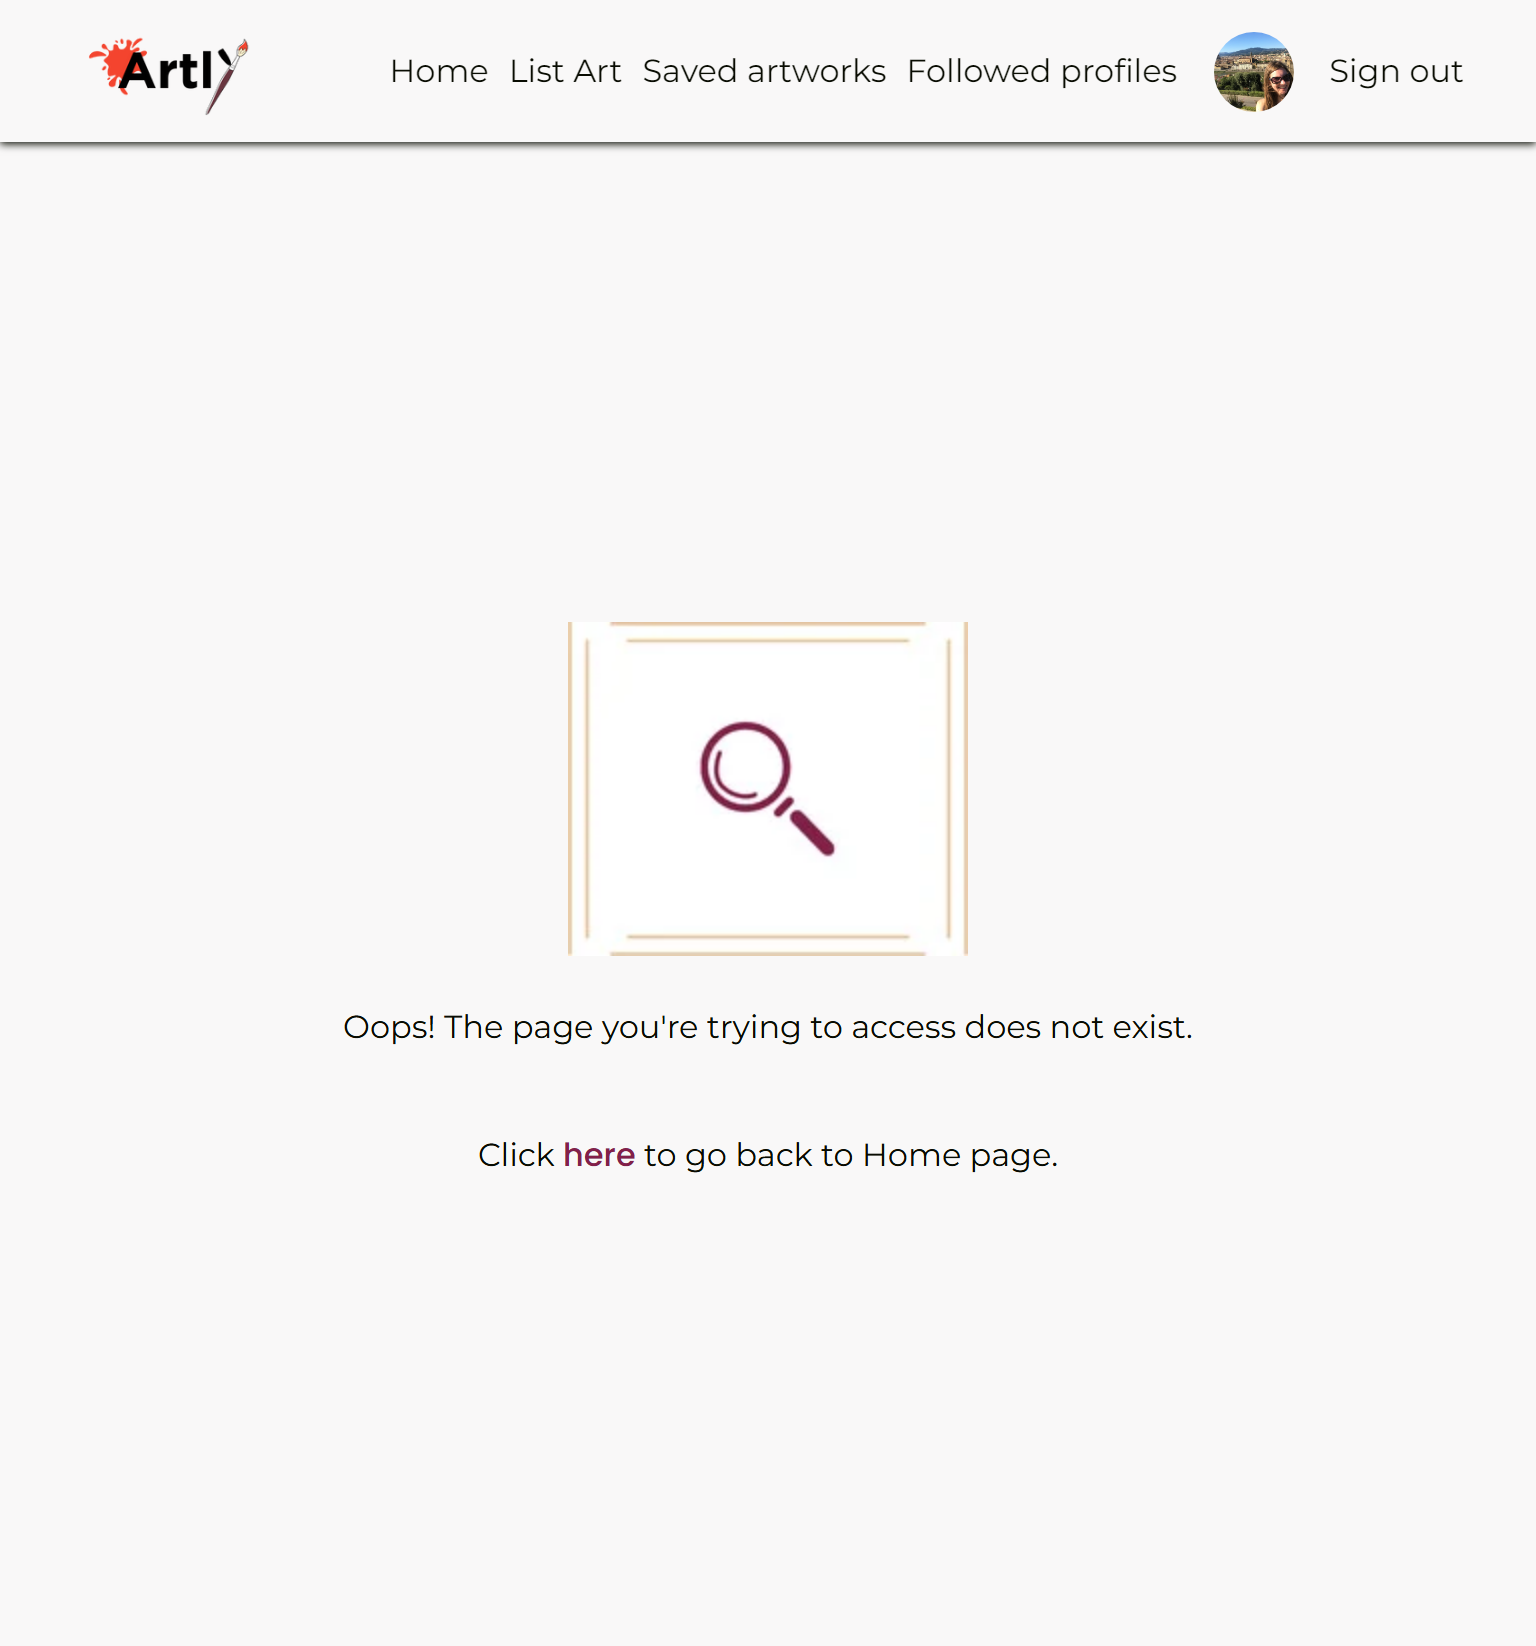 Artly
Home List Art Saved artworks Followed profiles Sign out
Oops! The page you're trying to access does not exist.
Click here to go back to Home page.